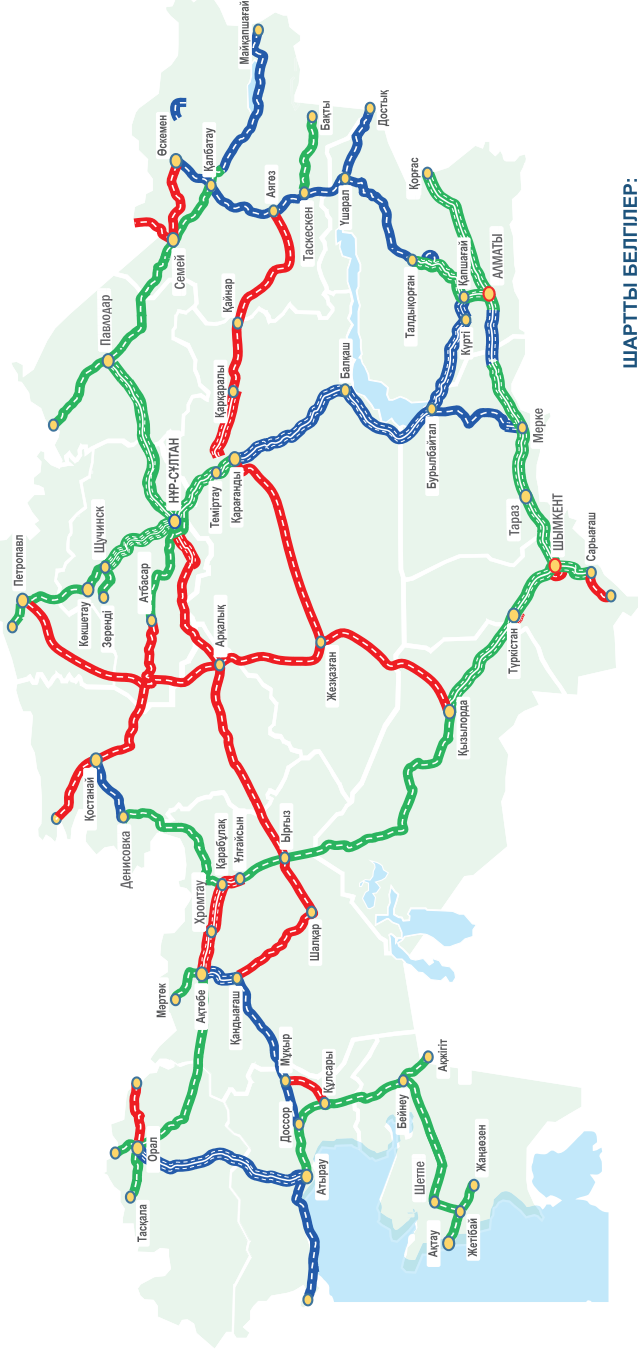 Майқапшағай
Өскемен
Қалбатау
Бақты
Достық
Аягөз
Таскескен
Үшарал
Семей
Қорғас
Қайнар
Талдықорған
Қапшағай
АЛМАТЫ
Күрті
Павлодар
Қарқаралы
Балқаш
Бурылбайтал
Мерке
НҰР-СҰЛТАН
Теміртау
Қарағанды
Тараз
ШЫМКЕНТ
Сарыағаш
Щучинск
Петропавл
Көкшетау
Зеренді
Атбасар
Арқалық
Жезқазған
Түркістан
Қызылорда
Қостанай
Денисовка
Қарабұлақ
Ұлғайсын
Ырғыз
Хромтау
Шалқар
Мәртөк
Ақтөбе
Қандыағаш
Мұқыр
Құлсары
Доссор
Ақжігіт
Бейнеу
Орал
Тасқала
Атырау
Шетпе
Жаңаөзен
Ақтау
Жетібай
ШАРТТЫ БЕЛГІЛЕР: